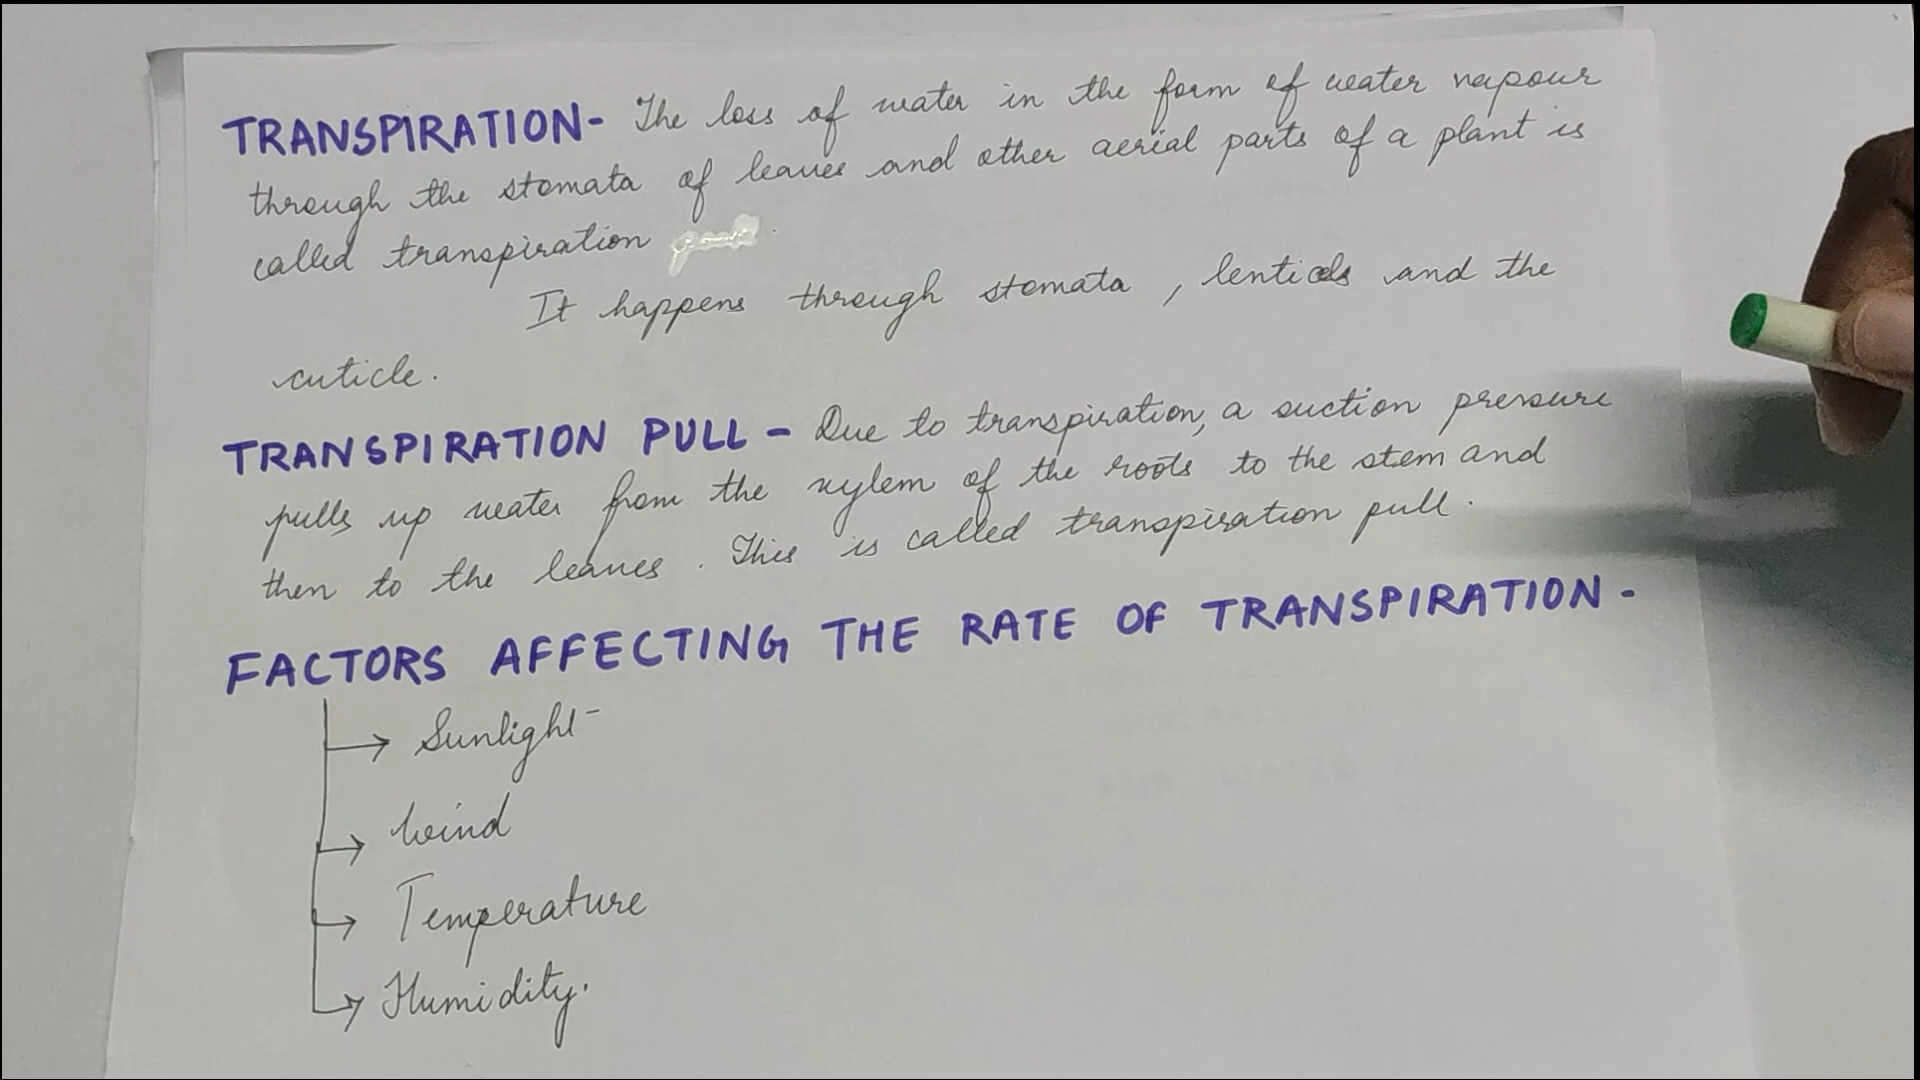 TRANSPIRATION- The loss of water in the form of water vapour
through the stomata of leaves and other aerial parts of a plant is
called transpiration .
It happens through stomata , lenticels and the
cuticle.
TRANSPIRATION PULL - Due to transpiration, a suction pressure
pulls up water from the xylem of the roots to the stem and
then to the leaves . This is called transpiration pull .
FACTORS AFFECTING THE RATE OF TRANSPIRATION -
→ Sunlight -
→ Wind
→ Temperature
→ Humidity.